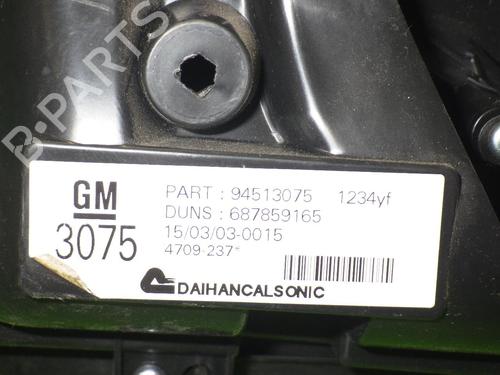 B-PARTS
GM
3075
PART : 94513075 1234yf
DUNS : 687859165
15/03/03-0015
4709-237*
DAIHANCALSONIC